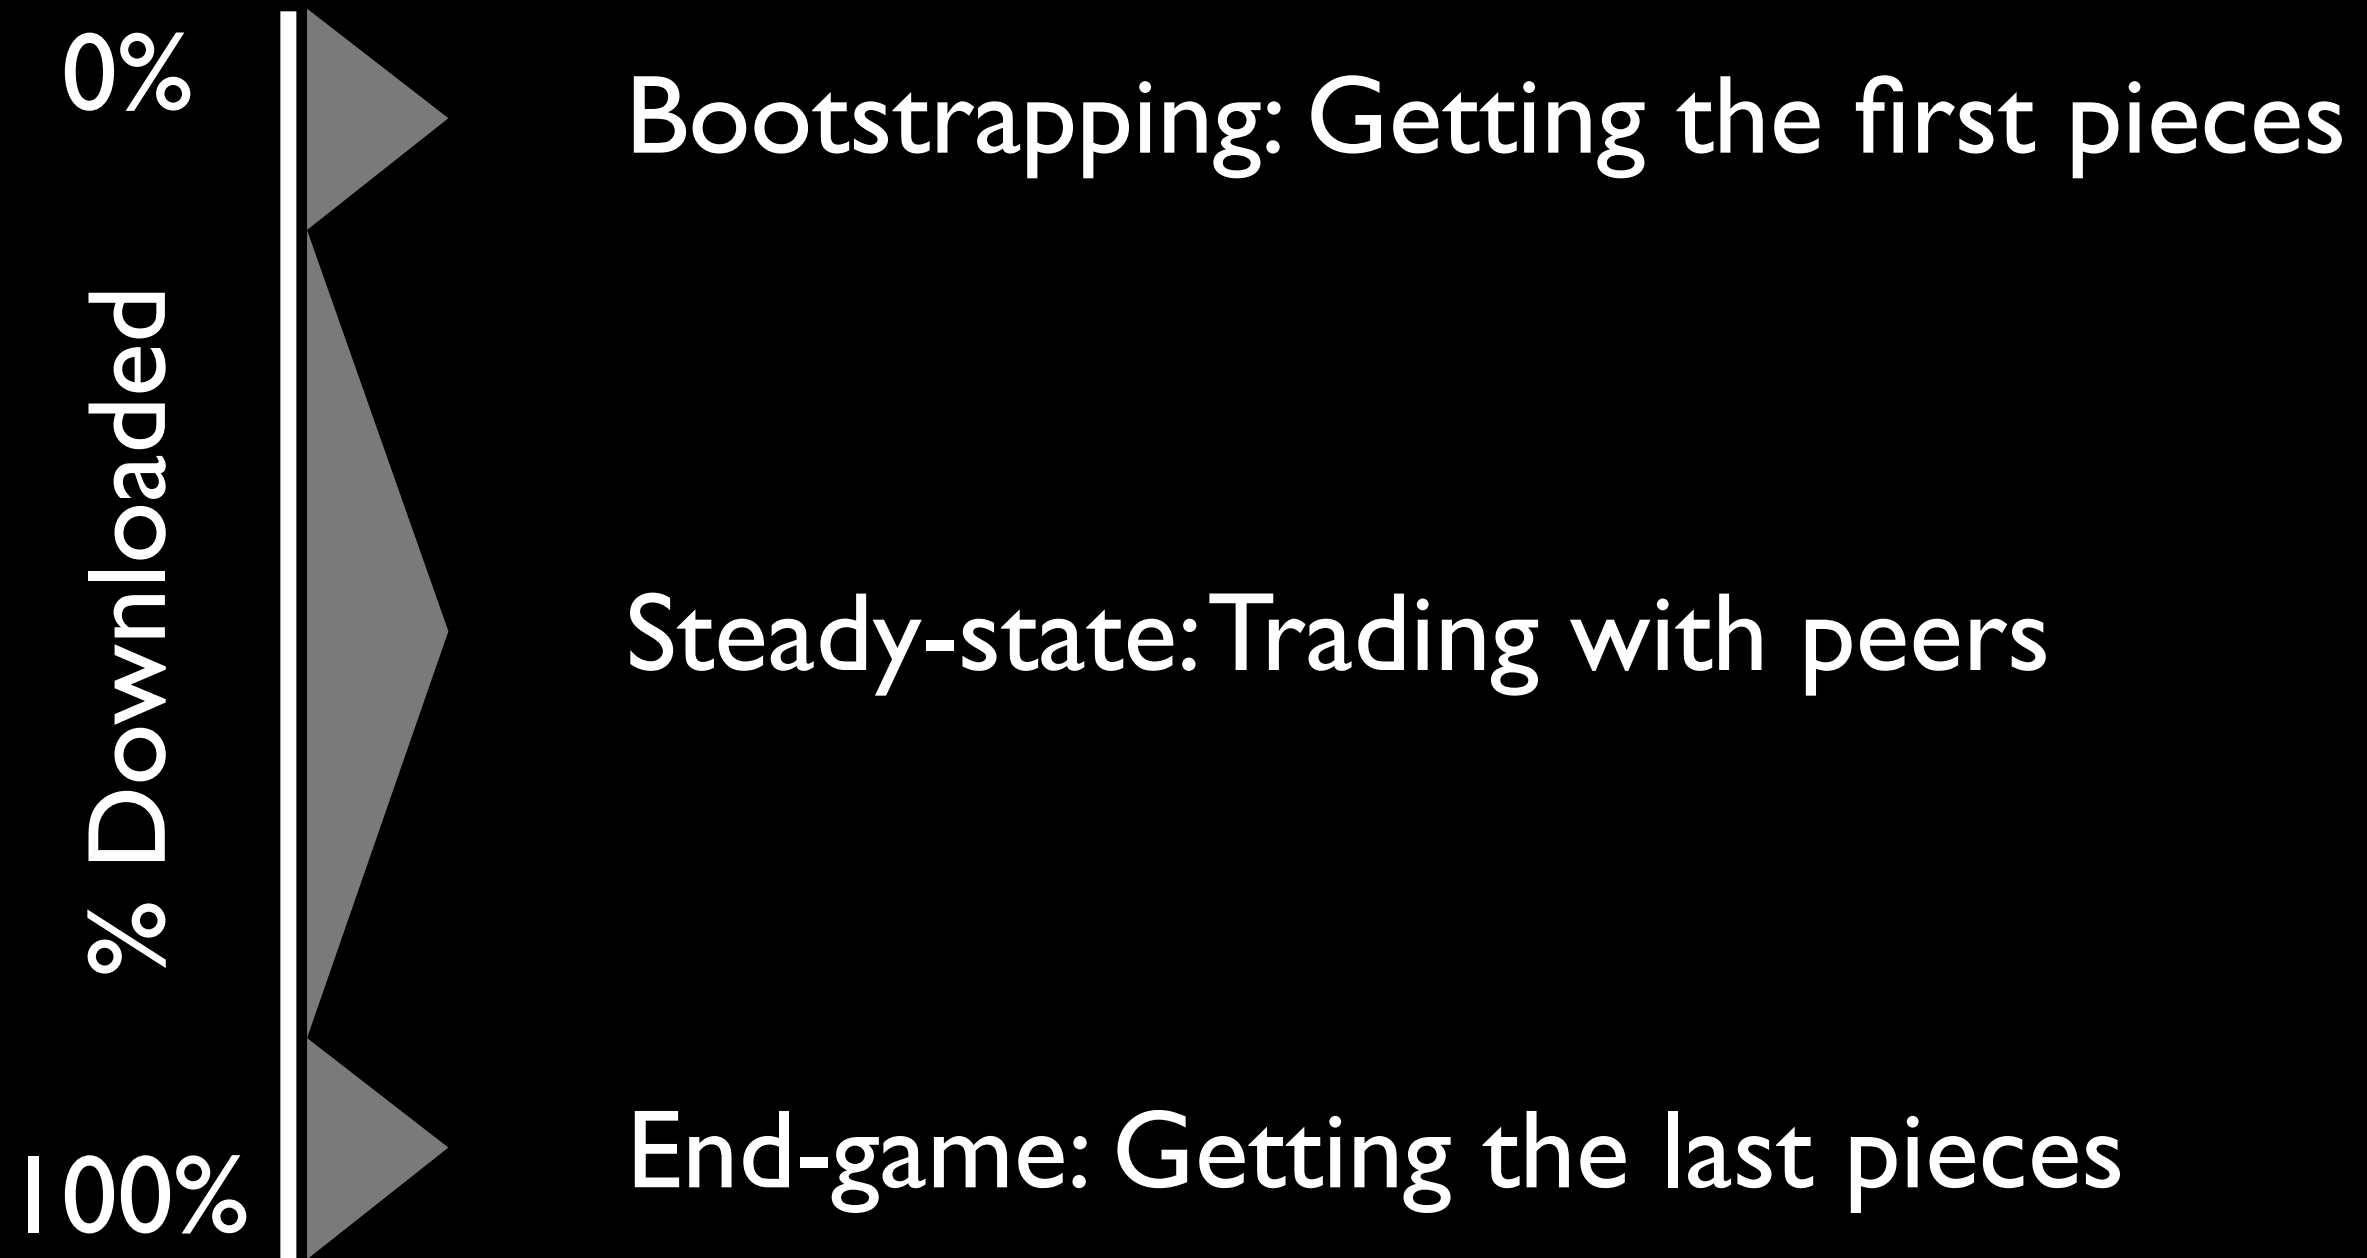 0%
Bootstrapping: Getting the first pieces
% Downloaded
Steady-state: Trading with peers
End-game: Getting the last pieces
100%